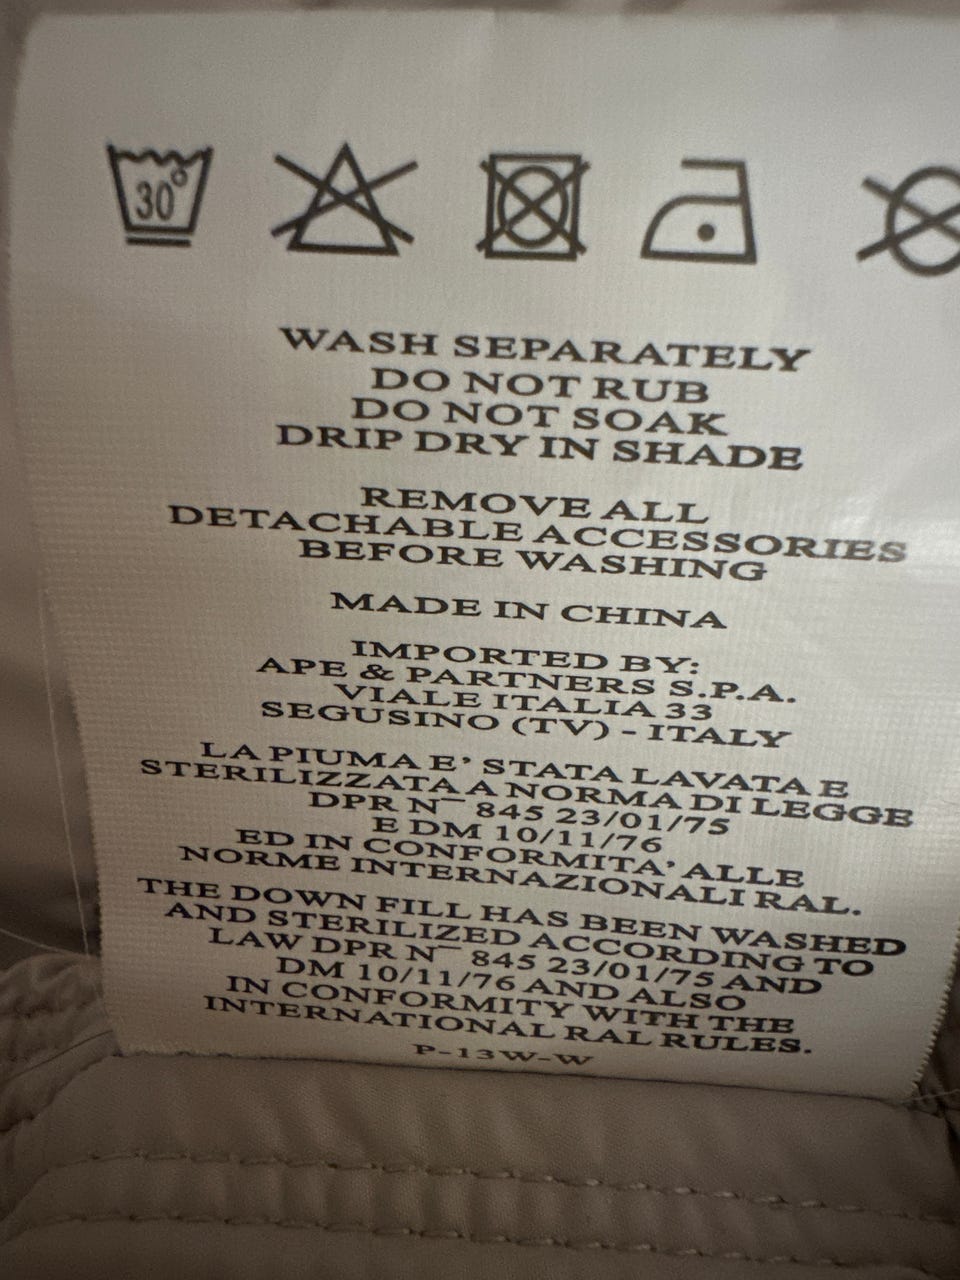 30°
WASH SEPARATELY
DO NOT RUB
DO NOT SOAK
DRIP DRY IN SHADE
REMOVE ALL
DETACHABLE ACCESSORIES
BEFORE WASHING
MADE IN CHINA
IMPORTED BY:
APE & PARTNERS S.P.A.
VIALE ITALIA 33
SEGUSINO (TV) - ITALY
LA PIUMA E' STATA LAVATA E
STERILIZZATA A NORMA DI LEGGE
DPR N¯ 845 23/01/75
E DM 10/11/76
ED IN CONFORMITA' ALLE
NORME INTERNAZIONALI RAL.
THE DOWN FILL HAS BEEN WASHED
AND STERILIZED ACCORDING TO
LAW DPR N¯ 845 23/01/75 AND
DM 10/11/76 AND ALSO
IN CONFORMITY WITH THE
INTERNATIONAL RAL RULES.
P-13W-W